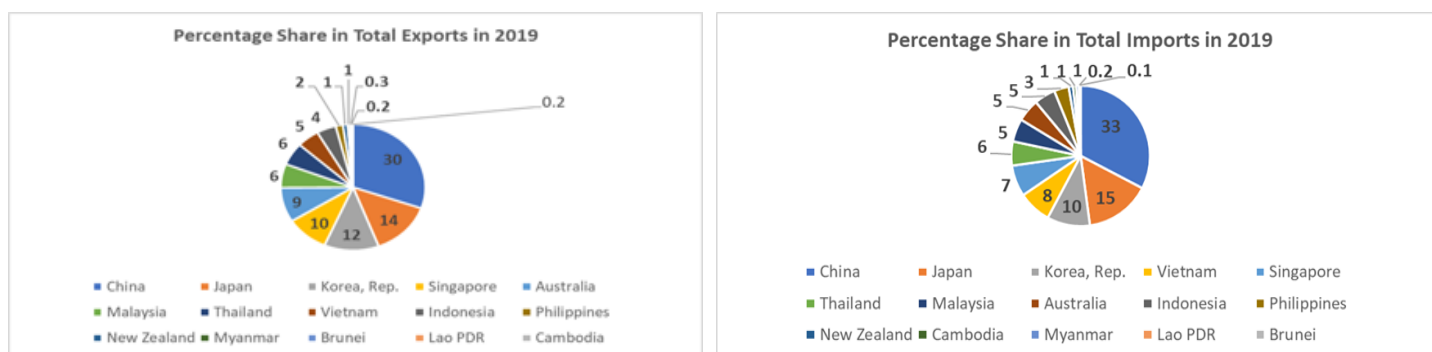 Percentage Share in Total Exports in 2019
1
2 1 0.3
4 0.2 0.2
5
6
6
30
9
14
10
12
China Japan Korea, Rep. Singapore Australia
Malaysia Thailand Vietnam Indonesia Philippines
New Zealand Myanmar Brunei Lao PDR Cambodia
Percentage Share in Total Imports in 2019
1 1 1 0.2 0.1
3
5
5
5
33
6
7
8
15
10
China Japan Korea, Rep. Vietnam Singapore
Thailand Malaysia Australia Indonesia Philippines
New Zealand Cambodia Myanmar Lao PDR Brunei